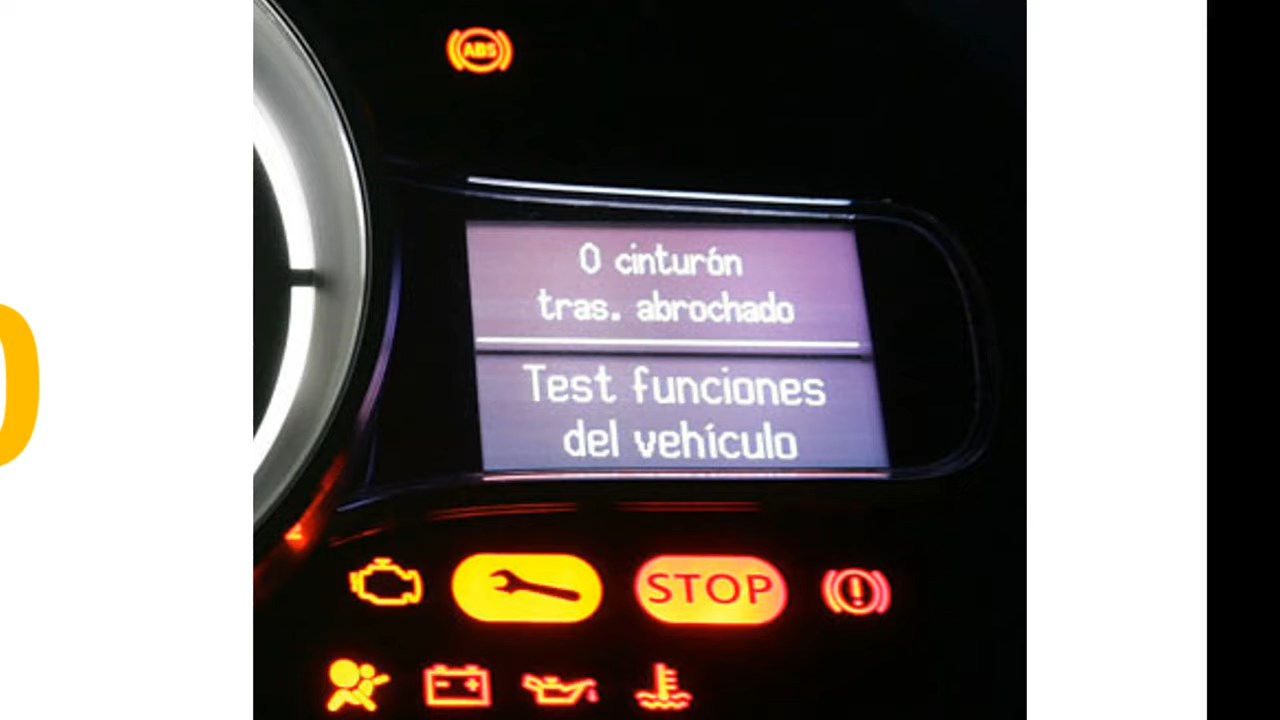 ABS
0 cinturón
tras. abrochado
Test funciones
del vehículo
STOP